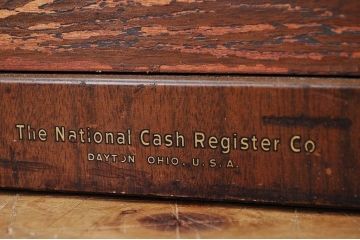 The National Cash Register Co.
DAYTON, OHIO, U.S.A.